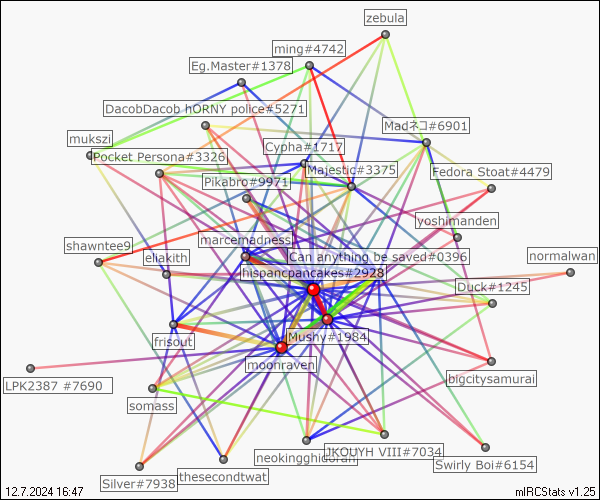 zebula
ming#4742
Eg.Master#1378
DacobDacob hORNY police#5271
Madネコ#6901
mukszi
Cypha#1717
Pocket Persona#3326
Majestic#3375
Fedora Stoat#4479
Pikabro#9971
yoshimanden
marcemadness
shawntee9
Can anything be saved#0396
normalwan
eliakith
hispancpancakes#2928
Duck#1245
frisout
Mushy#1984
moonraven
LPK2387 #7690
bigcitysamurai
somass
neokingghidorah
JKOUYH VIII#7034
Swirly Boi#6154
thesecondtwat
Silver#7938
12.7.2024 16:47
mIRCStats v1.25